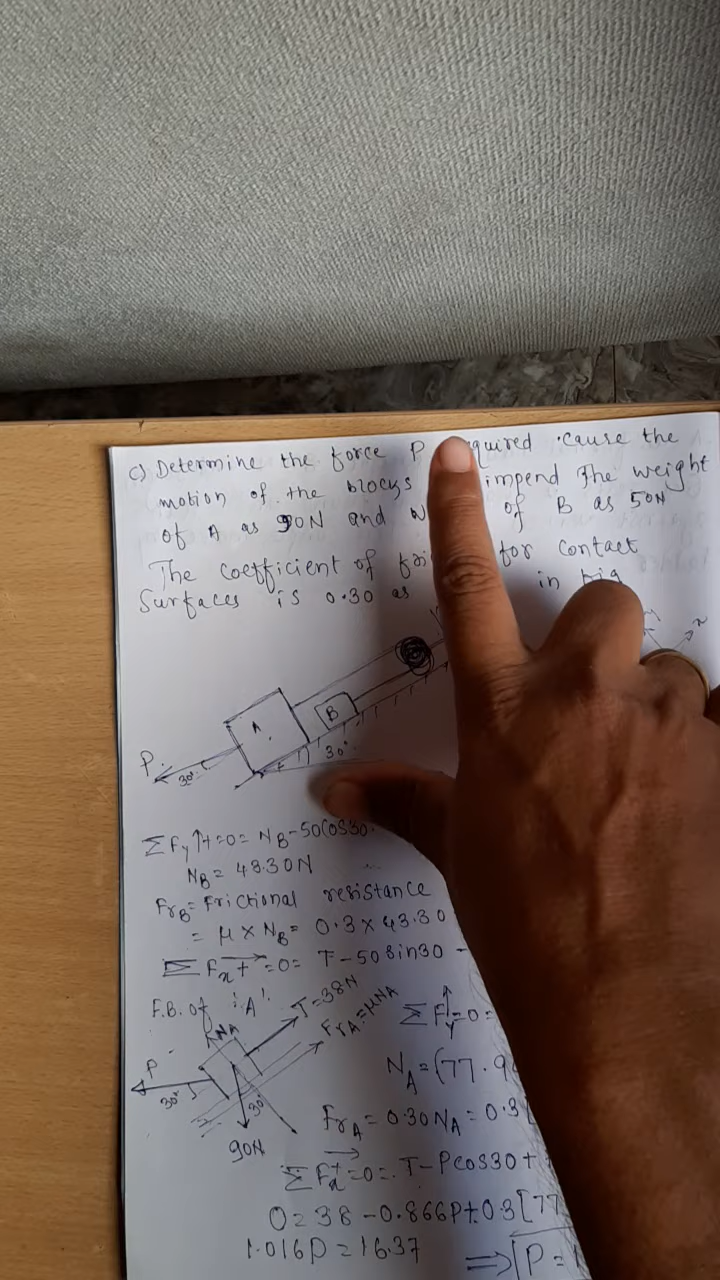 c) Determine the force P quired cause the
motion of the blocks impend The weight
of A as 90N and of B as 50N
The coefficient of for contact
Surfaces is 0.30 as in fig
A
B
P
30°
30°
ΣFy↑+=0= NB-50Cos30
NB= 43.30N
FrB= Frictional resistance
= μ×NB= 0.3×43.30
ΣFx+=0= T-50sin30 -
F.B. of 'A'
T=38N
NA
FrA=μNA
P
30°
30°
90N
ΣFy=0=
NA=(77.9
FrA= 0.30NA= 0.3
ΣFx+=0=. T-Pcos30+
0=38-0.866P+0.3[77
1.016P=16.37 ⇒ P=1